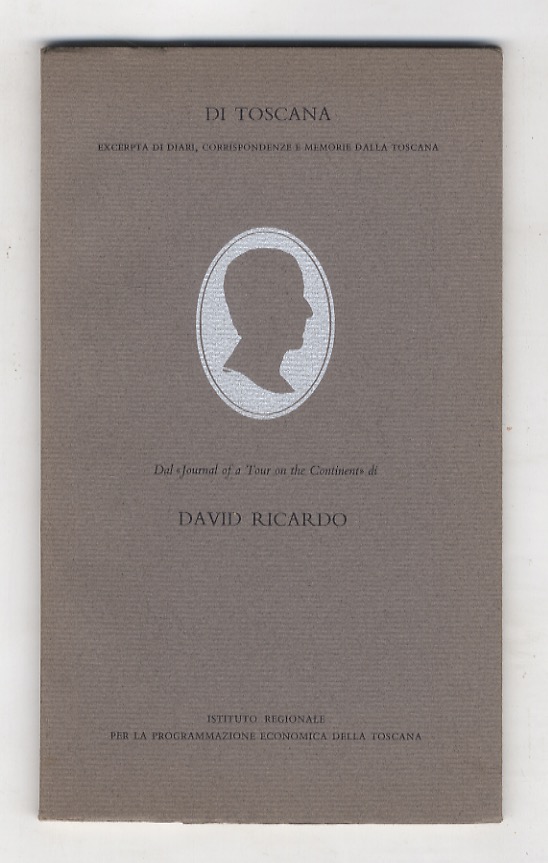 DI TOSCANA
EXCERPTA DI DIARI, CORRISPONDENZE E MEMORIE DALLA TOSCANA
Dal «Journal of a Tour on the Continent» di
DAVID RICARDO
ISTITUTO REGIONALE
PER LA PROGRAMMAZIONE ECONOMICA DELLA TOSCANA